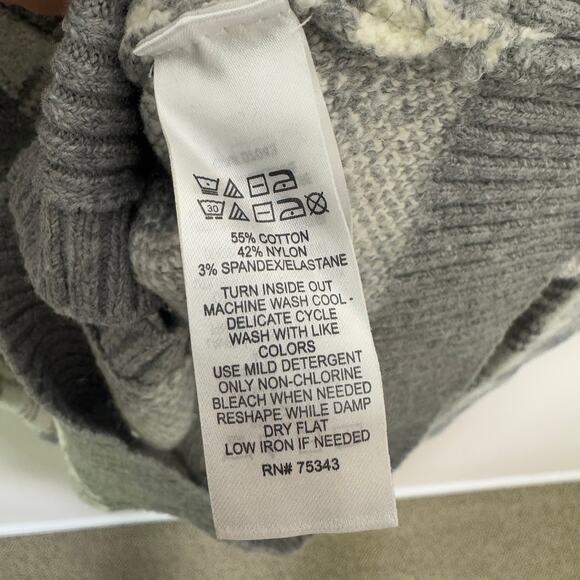 30
55% COTTON
42% NYLON
3% SPANDEX/ELASTANE
TURN INSIDE OUT
MACHINE WASH COOL -
DELICATE CYCLE
WASH WITH LIKE
COLORS
USE MILD DETERGENT
ONLY NON-CHLORINE
BLEACH WHEN NEEDED
RESHAPE WHILE DAMP
DRY FLAT
LOW IRON IF NEEDED
RN# 75343